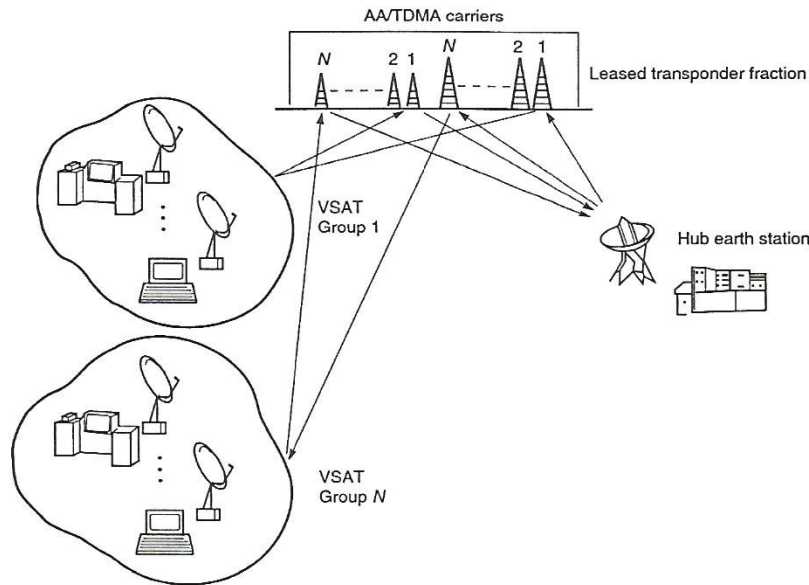 AA/TDMA carriers
N 2 1 N 2 1
Leased transponder fraction
VSAT
Group 1
Hub earth station
VSAT
Group N